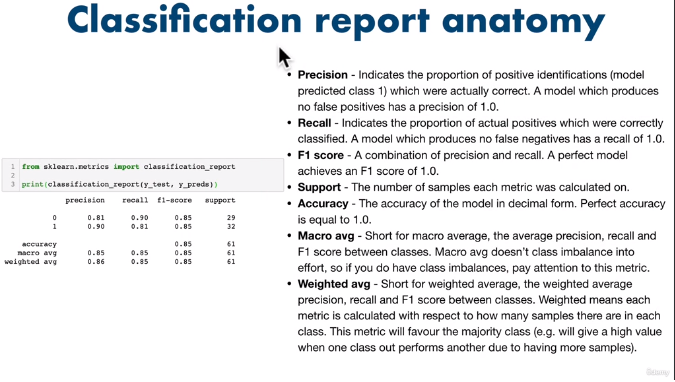 Classification report anatomy
• Precision - Indicates the proportion of positive identifications (model
predicted class 1) which were actually correct. A model which produces
no false positives has a precision of 1.0.
• Recall - Indicates the proportion of actual positives which were correctly
classified. A model which produces no false negatives has a recall of 1.0.
• F1 score - A combination of precision and recall. A perfect model
achieves an F1 score of 1.0.
• Support - The number of samples each metric was calculated on.
• Accuracy - The accuracy of the model in decimal form. Perfect accuracy
is equal to 1.0.
• Macro avg - Short for macro average, the average precision, recall and
F1 score between classes. Macro avg doesn't class imbalance into
effort, so if you do have class imbalances, pay attention to this metric.
• Weighted avg - Short for weighted average, the weighted average
precision, recall and F1 score between classes. Weighted means each
metric is calculated with respect to how many samples there are in each
class. This metric will favour the majority class (e.g. will give a high value
when one class out performs another due to having more samples).
1 from sklearn.metrics import classification_report
2
3 print(classification_report(y_test, y_preds))
precision recall f1-score support
0 0.81 0.90 0.85 29
1 0.90 0.81 0.85 32
accuracy 0.85 61
macro avg 0.85 0.85 0.85 61
weighted avg 0.86 0.85 0.85 61
Udemy